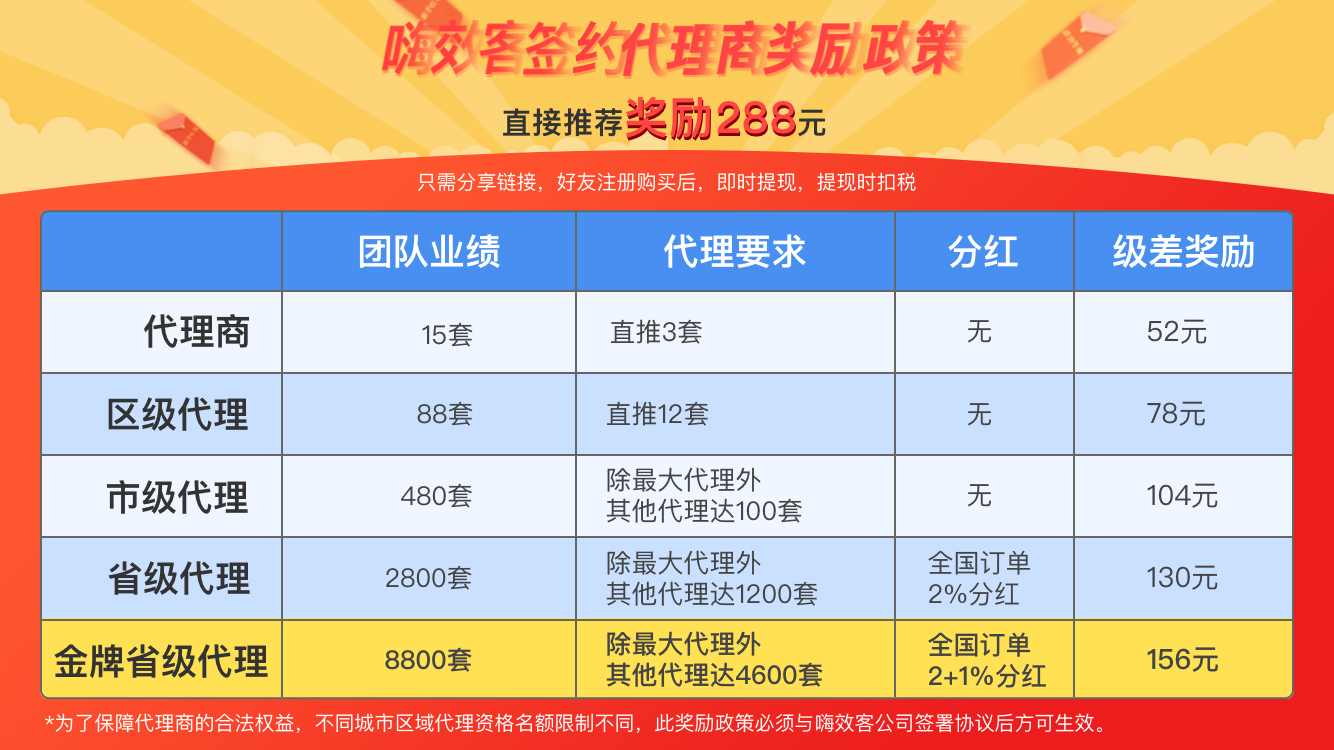 嗨效客签约代理商奖励政策
直接推荐奖励288元
只需分享链接，好友注册购买后，即时提现，提现时扣税
团队业绩 代理要求 分红 级差奖励
代理商 15套 直推3套 无 52元
区级代理 88套 直推12套 无 78元
市级代理 480套 除最大代理外
其他代理达100套 无 104元
省级代理 2800套 除最大代理外
其他代理达1200套 全国订单
2%分红 130元
金牌省级代理 8800套 除最大代理外
其他代理达4600套 全国订单
2+1%分红 156元
*为了保障代理商的合法权益，不同城市区域代理资格名额限制不同，此奖励政策必须与嗨效客公司签署协议后方可生效。